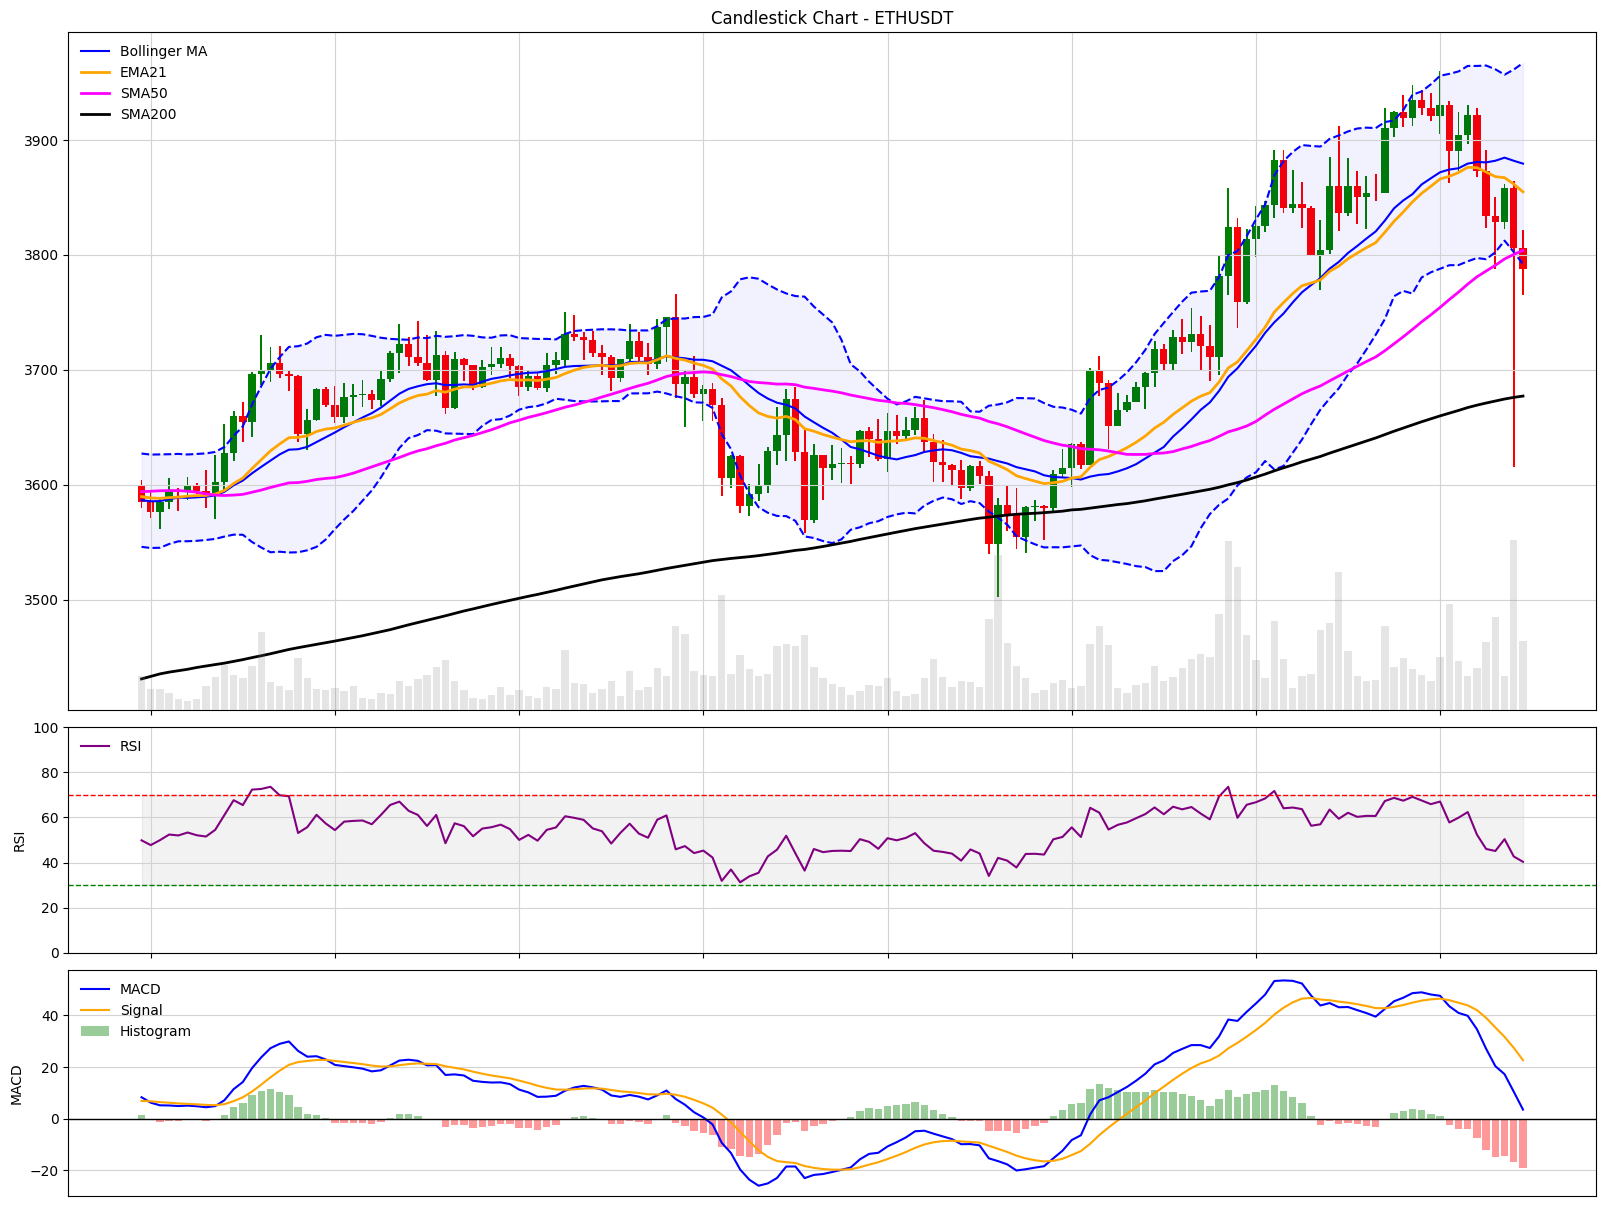 Candlestick Chart - ETHUSDT
Bollinger MA
EMA21
SMA50
SMA200
3900
3800
3700
3600
3500
RSI
100
80
60
40
20
0
RSI
MACD
Signal
Histogram
40
20
0
−20
MACD